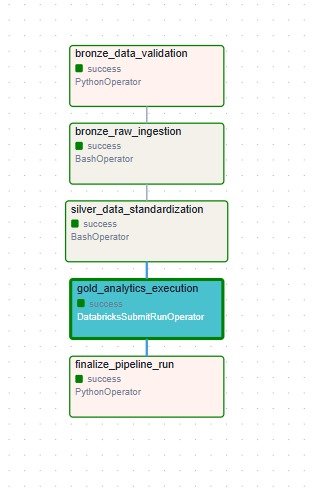 bronze_data_validation
success
PythonOperator
bronze_raw_ingestion
success
BashOperator
silver_data_standardization
success
BashOperator
gold_analytics_execution
success
DatabricksSubmitRunOperator
finalize_pipeline_run
success
PythonOperator